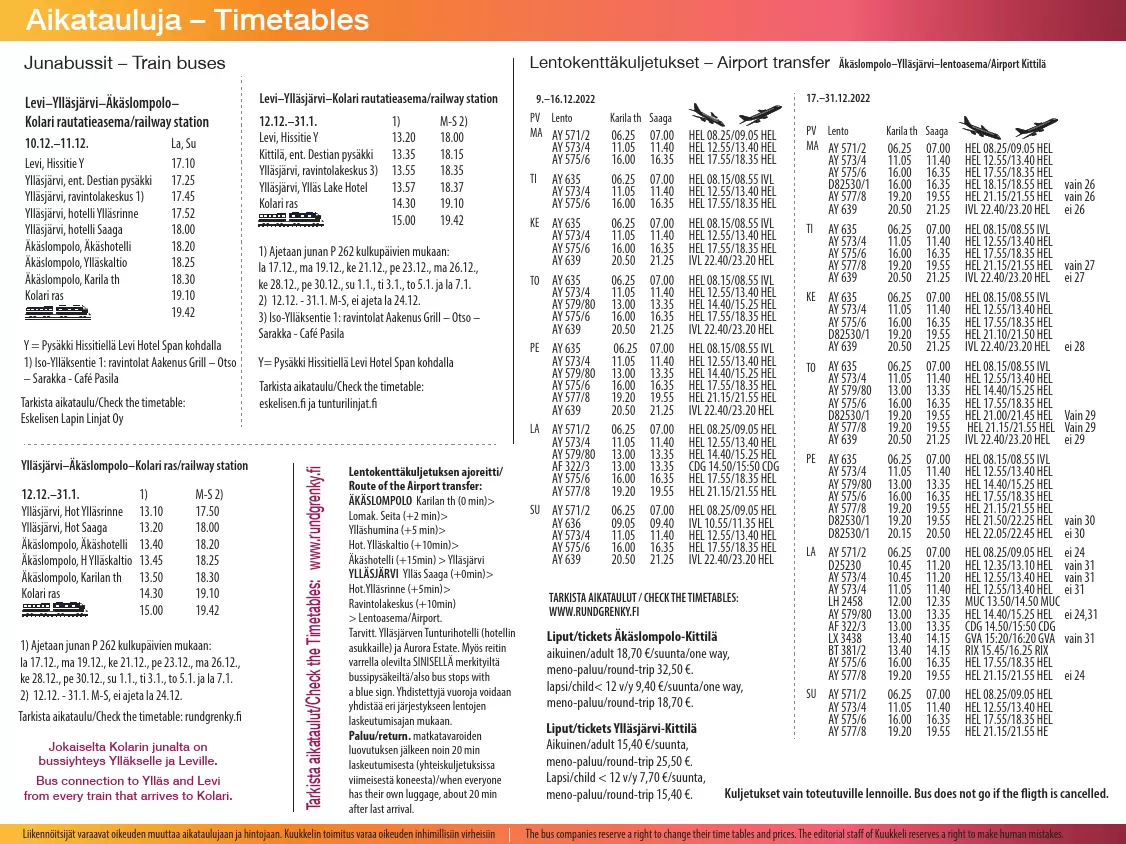 Aikatauluja – Timetables
Junabussit – Train buses
Levi–Ylläsjärvi–Äkäslompolo–
Kolari rautatieasema/railway station
10.12.–11.12. La, Su
Levi, Hissitie Y 17.10
Ylläsjärvi, ent. Destian pysäkki 17.25
Ylläsjärvi, ravintolakeskus 1) 17.45
Ylläsjärvi, hotelli Ylläsrinne 17.52
Ylläsjärvi, hotelli Saaga 18.00
Äkäslompolo, Äkäshotelli 18.20
Äkäslompolo, Ylläskaltio 18.25
Äkäslompolo, Karila th 18.30
Kolari ras 19.10
19.42
Y = Pysäkki Hissitiellä Levi Hotel Span kohdalla
1) Iso-Ylläksentie 1: ravintolat Aakenus Grill – Otso
– Sarakka - Café Pasila
Tarkista aikataulu/Check the timetable:
Eskelisen Lapin Linjat Oy
Levi–Ylläsjärvi–Kolari rautatieasema/railway station
12.12.–31.1. 1) M-S 2)
Levi, Hissitie Y 13.20 18.00
Kittilä, ent. Destian pysäkki 13.35 18.15
Ylläsjärvi, ravintolakeskus 3) 13.55 18.35
Ylläsjärvi, Ylläs Lake Hotel 13.57 18.37
Kolari ras 14.30 19.10
15.00 19.42
1) Ajetaan junan P 262 kulkupäivien mukaan:
la 17.12., ma 19.12., ke 21.12., pe 23.12., ma 26.12.,
ke 28.12., pe 30.12., su 1.1., ti 3.1., to 5.1. ja la 7.1.
2) 12.12. - 31.1. M-S, ei ajeta la 24.12.
3) Iso-Ylläksentie 1: ravintolat Aakenus Grill – Otso –
Sarakka - Café Pasila
Y= Pysäkki Hissitiellä Levi Hotel Span kohdalla
Tarkista aikataulu/Check the timetable:
eskelisen.fi ja tunturilinjat.fi
Ylläsjärvi–Äkäslompolo–Kolari ras/railway station
12.12.–31.1. 1) M-S 2)
Ylläsjärvi, Hot Ylläsrinne 13.10 17.50
Ylläsjärvi, Hot Saaga 13.20 18.00
Äkäslompolo, Äkäshotelli 13.40 18.20
Äkäslompolo, H Ylläskaltio 13.45 18.25
Äkäslompolo, Karilan th 13.50 18.30
Kolari ras 14.30 19.10
15.00 19.42
1) Ajetaan junan P 262 kulkupäivien mukaan:
la 17.12., ma 19.12., ke 21.12., pe 23.12., ma 26.12.,
ke 28.12., pe 30.12., su 1.1., ti 3.1., to 5.1. ja la 7.1.
2) 12.12. - 31.1. M-S, ei ajeta la 24.12.
Tarkista aikataulu/Check the timetable: rundgrenky.fi
Jokaiselta Kolarin junalta on
bussiyhteys Ylläkselle ja Leville.
Bus connection to Ylläs and Levi
from every train that arrives to Kolari.
Tarkista aikataulut/Check the Timetables: www.rundgrenky.fi
Lentokenttäkuljetuksen ajoreitti/
Route of the Airport transfer:
ÄKÄSLOMPOLO Karilan th (0 min)>
Lomak. Seita (+2 min)>
Ylläshumina (+5 min)>
Hot. Ylläskaltio (+10min)>
Äkäshotelli (+15min) > Ylläsjärvi
YLLÄSJÄRVI Ylläs Saaga (+0min)>
Hot.Ylläsrinne (+5min)>
Ravintolakeskus (+10min)
> Lentoasema/Airport.
Tarvitt. Ylläsjärven Tunturihotelli (hotellin
asukkaille) ja Aurora Estate. Myös reitin
varrella olevilta SINISELLÄ merkityiltä
bussipysäkeiltä/also bus stops with
a blue sign. Yhdistettyjä vuoroja voidaan
yhdistää eri järjestykseen lentojen
laskeutumisajan mukaan.
Paluu/return. matkatavaroiden
luovutuksen jälkeen noin 20 min
laskeutumisesta (yhteiskuljetuksissa
viimeisestä koneesta)/when everyone
has their own luggage, about 20 min
after last arrival.
Lentokenttäkuljetukset – Airport transfer Äkäslompolo–Ylläsjärvi–lentoasema/Airport Kittilä
9.–16.12.2022
PV Lento Karila th Saaga
MA AY 571/2 06.25 07.00 HEL 08.25/09.05 HEL
AY 573/4 11.05 11.40 HEL 12.55/13.40 HEL
AY 575/6 16.00 16.35 HEL 17.55/18.35 HEL
TI AY 635 06.25 07.00 HEL 08.15/08.55 IVL
AY 573/4 11.05 11.40 HEL 12.55/13.40 HEL
AY 575/6 16.00 16.35 HEL 17.55/18.35 HEL
KE AY 635 06.25 07.00 HEL 08.15/08.55 IVL
AY 573/4 11.05 11.40 HEL 12.55/13.40 HEL
AY 575/6 16.00 16.35 HEL 17.55/18.35 HEL
AY 639 20.50 21.25 IVL 22.40/23.20 HEL
TO AY 635 06.25 07.00 HEL 08.15/08.55 IVL
AY 573/4 11.05 11.40 HEL 12.55/13.40 HEL
AY 579/80 13.00 13.35 HEL 14.40/15.25 HEL
AY 575/6 16.00 16.35 HEL 17.55/18.35 HEL
AY 639 20.50 21.25 IVL 22.40/23.20 HEL
PE AY 635 06.25 07.00 HEL 08.15/08.55 IVL
AY 573/4 11.05 11.40 HEL 12.55/13.40 HEL
AY 579/80 13.00 13.35 HEL 14.40/15.25 HEL
AY 575/6 16.00 16.35 HEL 17.55/18.35 HEL
AY 577/8 19.20 19.55 HEL 21.15/21.55 HEL
AY 639 20.50 21.25 IVL 22.40/23.20 HEL
LA AY 571/2 06.25 07.00 HEL 08.25/09.05 HEL
AY 573/4 11.05 11.40 HEL 12.55/13.40 HEL
AY 579/80 13.00 13.35 HEL 14.40/15.25 HEL
AF 322/3 13.00 13.35 CDG 14.50/15:50 CDG
AY 575/6 16.00 16.35 HEL 17.55/18.35 HEL
AY 577/8 19.20 19.55 HEL 21.15/21.55 HEL
SU AY 571/2 06.25 07.00 HEL 08.25/09.05 HEL
AY 636 09.05 09.40 IVL 10.55/11.35 HEL
AY 573/4 11.05 11.40 HEL 12.55/13.40 HEL
AY 575/6 16.00 16.35 HEL 17.55/18.35 HEL
AY 639 20.50 21.25 IVL 22.40/23.20 HEL
TARKISTA AIKATAULUT / CHECK THE TIMETABLES:
WWW.RUNDGRENKY.FI
Liput/tickets Äkäslompolo-Kittilä
aikuinen/adult 18,70 €/suunta/one way,
meno-paluu/round-trip 32,50 €.
lapsi/child< 12 v/y 9,40 €/suunta/one way,
meno-paluu/round-trip 18,70 €.
Liput/tickets Ylläsjärvi-Kittilä
Aikuinen/adult 15,40 €/suunta,
meno-paluu/round-trip 25,50 €.
Lapsi/child < 12 v/y 7,70 €/suunta,
meno-paluu/round-trip 15,40 €.
17.–31.12.2022
PV Lento Karila th Saaga
MA AY 571/2 06.25 07.00 HEL 08.25/09.05 HEL
AY 573/4 11.05 11.40 HEL 12.55/13.40 HEL
AY 575/6 16.00 16.35 HEL 17.55/18.35 HEL
D82530/1 16.00 16.35 HEL 18.15/18.55 HEL vain 26
AY 577/8 19.20 19.55 HEL 21.15/21.55 HEL vain 26
AY 639 20.50 21.25 IVL 22.40/23.20 HEL ei 26
TI AY 635 06.25 07.00 HEL 08.15/08.55 IVL
AY 573/4 11.05 11.40 HEL 12.55/13.40 HEL
AY 575/6 16.00 16.35 HEL 17.55/18.35 HEL
AY 577/8 19.20 19.55 HEL 21.15/21.55 HEL vain 27
AY 639 20.50 21.25 IVL 22.40/23.20 HEL ei 27
KE AY 635 06.25 07.00 HEL 08.15/08.55 IVL
AY 573/4 11.05 11.40 HEL 12.55/13.40 HEL
AY 575/6 16.00 16.35 HEL 17.55/18.35 HEL
D82530/1 19.20 19.55 HEL 21.10/21.50 HEL
AY 639 20.50 21.25 IVL 22.40/23.20 HEL ei 28
TO AY 635 06.25 07.00 HEL 08.15/08.55 IVL
AY 573/4 11.05 11.40 HEL 12.55/13.40 HEL
AY 579/80 13.00 13.35 HEL 14.40/15.25 HEL
AY 575/6 16.00 16.35 HEL 17.55/18.35 HEL
D82530/1 19.20 19.55 HEL 21.00/21.45 HEL Vain 29
AY 577/8 19.20 19.55 HEL 21.15/21.55 HEL Vain 29
AY 639 20.50 21.25 IVL 22.40/23.20 HEL ei 29
PE AY 635 06.25 07.00 HEL 08.15/08.55 IVL
AY 573/4 11.05 11.40 HEL 12.55/13.40 HEL
AY 579/80 13.00 13.35 HEL 14.40/15.25 HEL
AY 575/6 16.00 16.35 HEL 17.55/18.35 HEL
AY 577/8 19.20 19.55 HEL 21.15/21.55 HEL
D82530/1 19.20 19.55 HEL 21.50/22.25 HEL vain 30
D82530/1 20.15 20.50 HEL 22.05/22.45 HEL ei 30
LA AY 571/2 06.25 07.00 HEL 08.25/09.05 HEL ei 24
D25230 10.45 11.20 HEL 12.35/13.10 HEL vain 31
AY 573/4 10.45 11.20 HEL 12.55/13.40 HEL vain 31
AY 573/4 11.05 11.40 HEL 12.55/13.40 HEL ei 31
LH 2458 12.00 12.35 MUC 13.50/14.50 MUC
AY 579/80 13.00 13.35 HEL 14.40/15.25 HEL ei 24,31
AF 322/3 13.00 13.35 CDG 14.50/15:50 CDG
LX 3438 13.40 14.15 GVA 15:20/16:20 GVA vain 31
BT 381/2 13.40 14.15 RIX 15.45/16.25 RIX
AY 575/6 16.00 16.35 HEL 17.55/18.35 HEL
AY 577/8 19.20 19.55 HEL 21.15/21.55 HEL ei 24
SU AY 571/2 06.25 07.00 HEL 08.25/09.05 HEL
AY 573/4 11.05 11.40 HEL 12.55/13.40 HEL
AY 575/6 16.00 16.35 HEL 17.55/18.35 HEL
AY 577/8 19.20 19.55 HEL 21.15/21.55 HE
Kuljetukset vain toteutuville lennoille. Bus does not go if the fligth is cancelled.
Liikennöitsijät varaavat oikeuden muuttaa aikataulujaan ja hintojaan. Kuukkelin toimitus varaa oikeuden inhimillisiin virheisiin
The bus companies reserve a right to change their time tables and prices. The editorial staff of Kuukkeli reserves a right to make human mistakes.